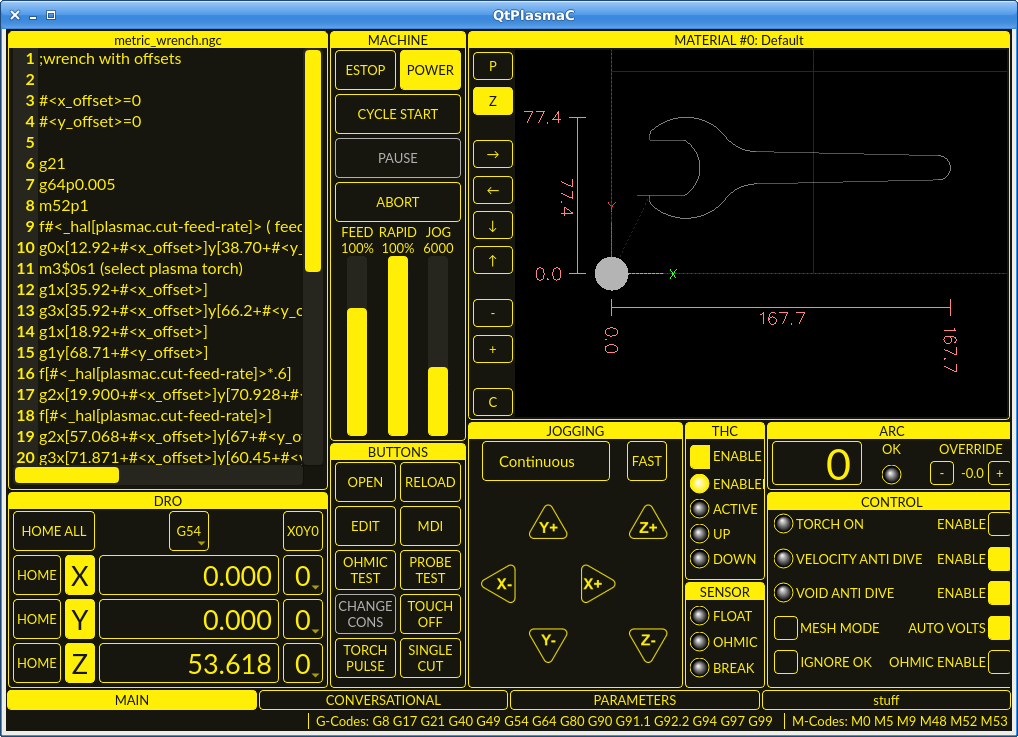 QtPlasmaC
metric_wrench.ngc
1 ;wrench with offsets
2
3 #<x_offset>=0
4 #<y_offset>=0
5
6 g21
7 g64p0.005
8 m52p1
9 f#<_hal[plasmac.cut-feed-rate]> ( feed
10 g0x[12.92+#<x_offset>]y[38.70+#<y_
11 m3$0s1 (select plasma torch)
12 g1x[35.92+#<x_offset>]
13 g3x[35.92+#<x_offset>]y[66.2+#<y_o
14 g1x[18.92+#<x_offset>]
15 g1y[68.71+#<y_offset>]
16 f[#<_hal[plasmac.cut-feed-rate]>*.6]
17 g2x[19.900+#<x_offset>]y[70.928+#<
18 f[#<_hal[plasmac.cut-feed-rate]>]
19 g2x[57.068+#<x_offset>]y[67+#<y_o
20 g3x[71.871+#<x_offset>]y[60.45+#<y
MACHINE
ESTOP POWER
CYCLE START
PAUSE
ABORT
FEED RAPID JOG
100% 100% 6000
MATERIAL #0: Default
P
Z
→
←
↓
↑
-
+
C
77.4
77.4
0.0
Y
X
167.7
0.0
167.7
DRO
HOME ALL G54 X0Y0
HOME X 0.000 0
HOME Y 0.000 0
HOME Z 53.618 0
BUTTONS
OPEN RELOAD
EDIT MDI
OHMIC TEST PROBE TEST
CHANGE CONS TOUCH OFF
TORCH PULSE SINGLE CUT
JOGGING
Continuous FAST
Y+ Z+
X- X+
Y- Z-
THC
ENABLE
ENABLE
ACTIVE
UP
DOWN
SENSOR
FLOAT
OHMIC
BREAK
ARC
0 OK OVERRIDE
- -0.0 +
CONTROL
TORCH ON ENABLE
VELOCITY ANTI DIVE ENABLE
VOID ANTI DIVE ENABLE
MESH MODE AUTO VOLTS
IGNORE OK OHMIC ENABLE
MAIN CONVERSATIONAL PARAMETERS stuff
G-Codes: G8 G17 G21 G40 G49 G54 G64 G80 G90 G91.1 G92.2 G94 G97 G99 M-Codes: M0 M5 M9 M48 M52 M53